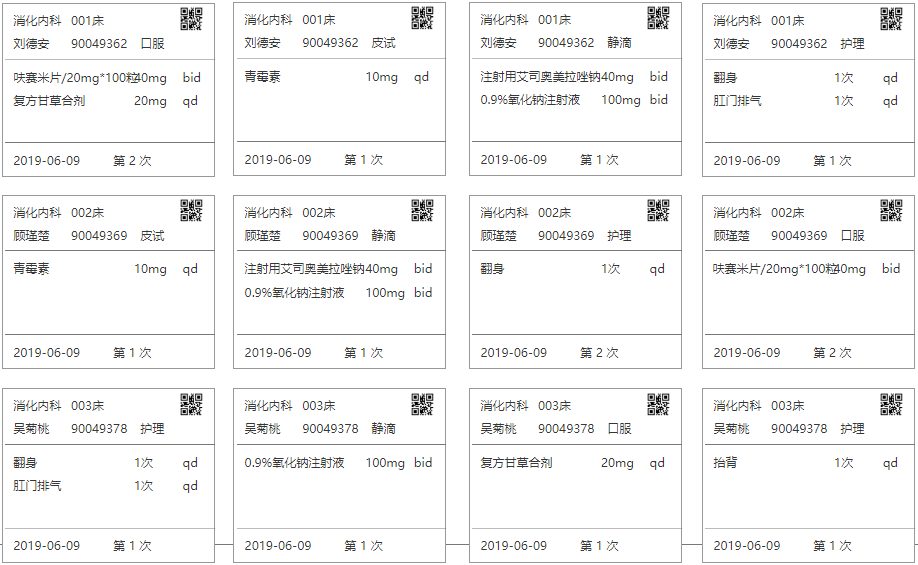 消化内科 001床
刘德安 90049362 口服
呋赛米片/20mg*100粒40mg bid
复方甘草合剂 20mg qd
2019-06-09 第 2 次
消化内科 001床
刘德安 90049362 皮试
青霉素 10mg qd
2019-06-09 第 1 次
消化内科 001床
刘德安 90049362 静滴
注射用艾司奥美拉唑钠40mg bid
0.9%氧化钠注射液 100mg bid
2019-06-09 第 1 次
消化内科 001床
刘德安 90049362 护理
翻身 1次 qd
肛门排气 1次 qd
2019-06-09 第 1 次
消化内科 002床
顾瑾楚 90049369 皮试
青霉素 10mg qd
2019-06-09 第 1 次
消化内科 002床
顾瑾楚 90049369 静滴
注射用艾司奥美拉唑钠40mg bid
0.9%氧化钠注射液 100mg bid
2019-06-09 第 1 次
消化内科 002床
顾瑾楚 90049369 护理
翻身 1次 qd
2019-06-09 第 2 次
消化内科 002床
顾瑾楚 90049369 口服
呋赛米片/20mg*100粒40mg bid
2019-06-09 第 2 次
消化内科 003床
吴菊桃 90049378 护理
翻身 1次 qd
肛门排气 1次 qd
2019-06-09 第 1 次
消化内科 003床
吴菊桃 90049378 静滴
0.9%氧化钠注射液 100mg bid
2019-06-09 第 1 次
消化内科 003床
吴菊桃 90049378 口服
复方甘草合剂 20mg qd
2019-06-09 第 1 次
消化内科 003床
吴菊桃 90049378 护理
抬背 1次 qd
2019-06-09 第 1 次